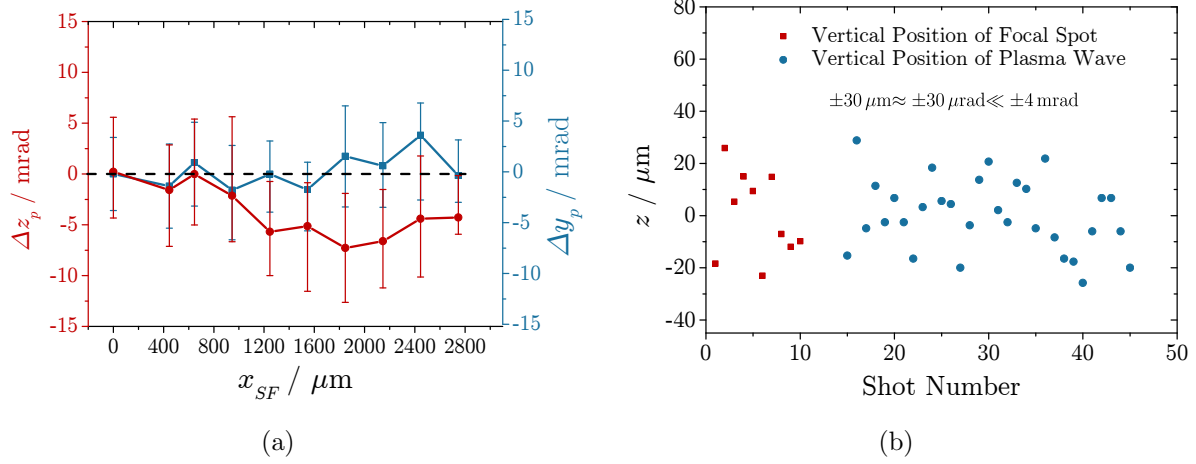 15
10
5
0
-5
-10
-15
Δz_p / mrad
15
10
5
0
-5
-10
-15
Δy_p / mrad
0 400 800 1200 1600 2000 2400 2800
x_SF / μm
(a)
80
60
40
20
0
-20
-40
z / μm
Vertical Position of Focal Spot
Vertical Position of Plasma Wave
±30 μm≈ ±30 μrad≪ ±4 mrad
0 10 20 30 40 50
Shot Number
(b)